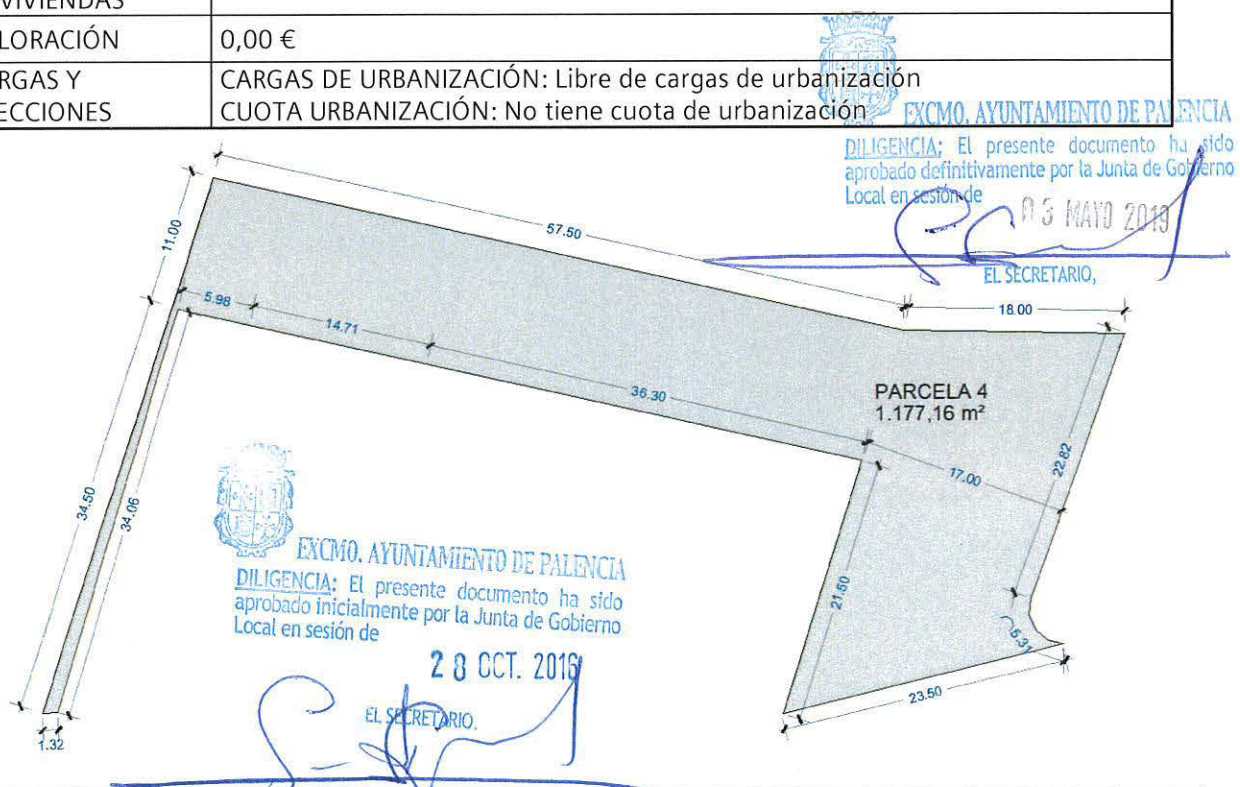 VIVIENDAS
LORACIÓN 0,00 €
RGAS Y CARGAS DE URBANIZACIÓN: Libre de cargas de urbanización
ECCIONES CUOTA URBANIZACIÓN: No tiene cuota de urbanización
EXCMO. AYUNTAMIENTO DE PALENCIA
DILIGENCIA: El presente documento ha sido
aprobado definitivamente por la Junta de Gobierno
Local en sesión de
03 MAYO 2019
EL SECRETARIO,
57.50
11.00
18.00
5.98
14.71
36.30
PARCELA 4
1.177,16 m²
22.82
17.00
34.50
34.06
EXCMO. AYUNTAMIENTO DE PALENCIA
DILIGENCIA: El presente documento ha sido
aprobado inicialmente por la Junta de Gobierno
Local en sesión de
28 OCT. 2016
EL SECRETARIO.
21.50
5.31
23.50
1.32